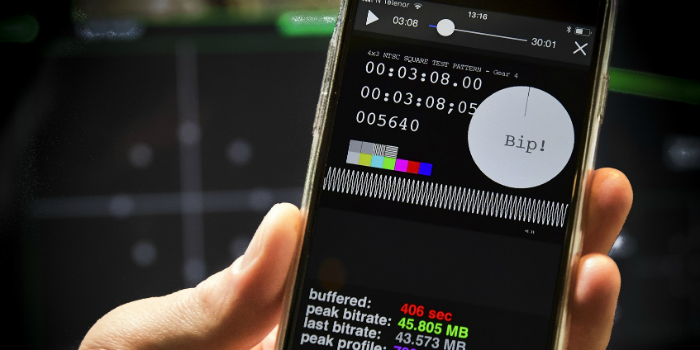 Telenor
13:16
03:08
30:01
4x3 NTSC SQUARE TEST PATTERN - Gear 4
00:03:08.00
00:03:08;05
005640
Bip!
buffered: 406 sec
peak bitrate: 45.805 MB
last bitrate: 43.573 MB
peak profile: